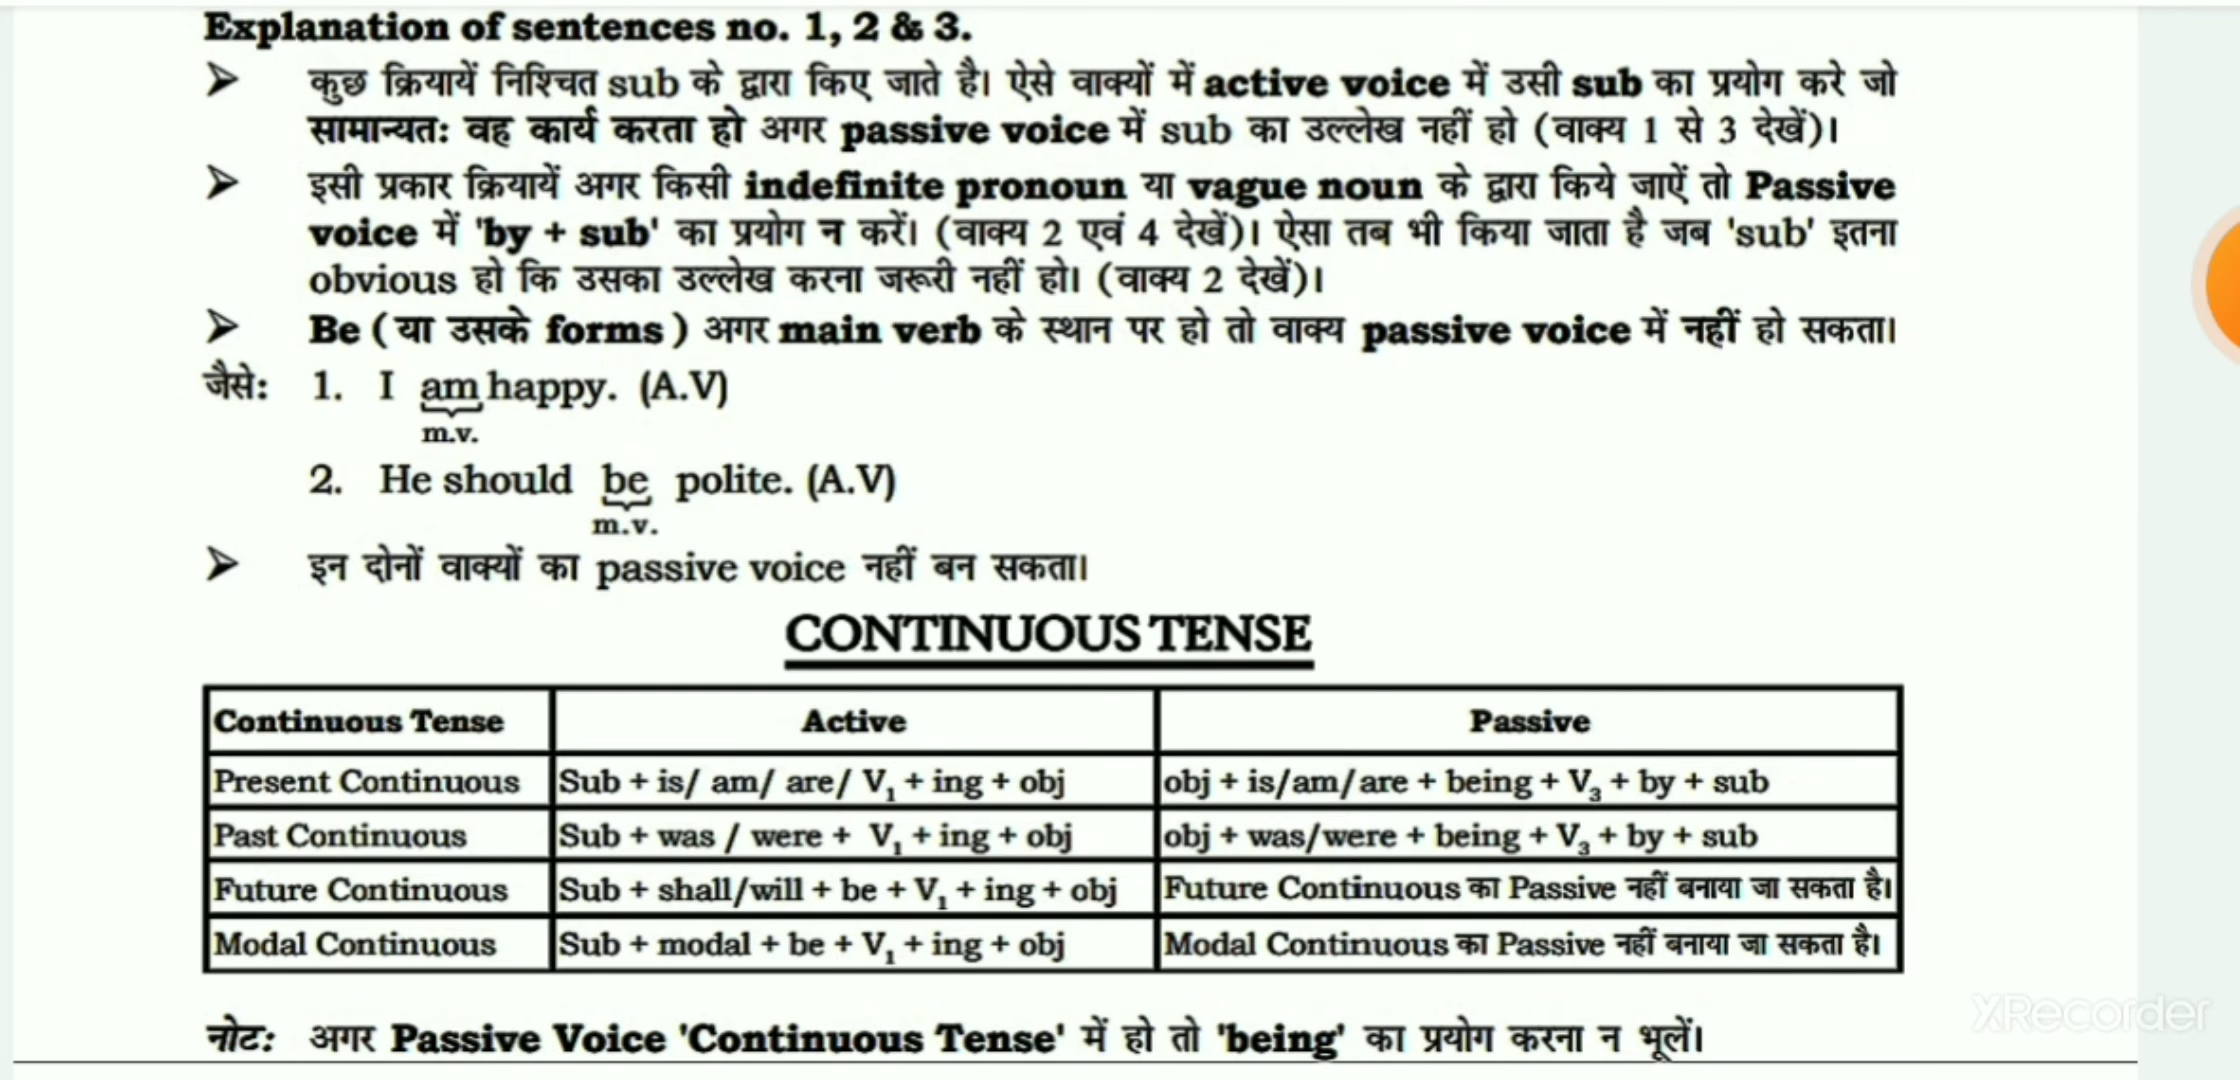 Explanation of sentences no. 1, 2 & 3.
➢ कुछ क्रियायें निश्चित sub के द्वारा किए जाते है। ऐसे वाक्यों में active voice में उसी sub का प्रयोग करे जो
सामान्यत: वह कार्य करता हो अगर passive voice में sub का उल्लेख नहीं हो (वाक्य 1 से 3 देखें)।
➢ इसी प्रकार क्रियायें अगर किसी indefinite pronoun या vague noun के द्वारा किये जाऐं तो Passive
voice में 'by + sub' का प्रयोग न करें। (वाक्य 2 एवं 4 देखें)। ऐसा तब भी किया जाता है जब 'sub' इतना
obvious हो कि उसका उल्लेख करना जरूरी नहीं हो। (वाक्य 2 देखें)।
➢ Be (या उसके forms) अगर main verb के स्थान पर हो तो वाक्य passive voice में नहीं हो सकता।
जैसे: 1. I am happy. (A.V)
m.v.
2. He should be polite. (A.V)
m.v.
➢ इन दोनों वाक्यों का passive voice नहीं बन सकता।
CONTINUOUS TENSE
Continuous Tense Active Passive
Present Continuous Sub + is/ am/ are/ V₁ + ing + obj obj + is/am/are + being + V₃ + by + sub
Past Continuous Sub + was / were + V₁ + ing + obj obj + was/were + being + V₃ + by + sub
Future Continuous Sub + shall/will + be + V₁ + ing + obj Future Continuous का Passive नहीं बनाया जा सकता है।
Modal Continuous Sub + modal + be + V₁ + ing + obj Modal Continuous का Passive नहीं बनाया जा सकता है।
नोट: अगर Passive Voice 'Continuous Tense' में हो तो 'being' का प्रयोग करना न भूलें।
XRecorder